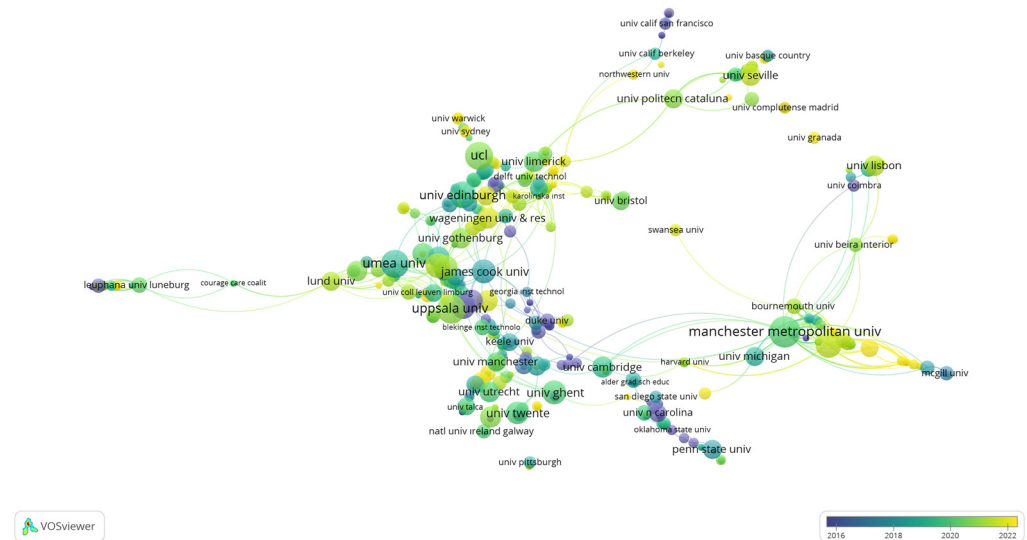 univ calif san francisco
univ calif berkeley
univ basque country
northwestern univ
univ seville
univ politecn cataluna
univ complutense madrid
univ warwick
univ sydney
univ granada
ucl
univ limerick
univ lisbon
delft univ technol
univ coimbra
univ edinburgh
karolinska inst
univ bristol
wageningen univ & res
swansea univ
univ gothenburg
univ beira interior
umea univ
james cook univ
lund univ
leuphana univ luneburg
courage care coalit
univ coll leuven limburg
georgia inst technol
uppsala univ
bournemouth univ
duke univ
blekinge inst technolo
manchester metropolitan univ
keele univ
univ michigan
univ manchester
univ cambridge
harvard univ
mcgill univ
alder grad sch educ
univ utrecht
univ ghent
san diego state univ
univ talca
univ twente
univ n carolina
natl univ ireland galway
oklahoma state univ
penn state univ
univ pittsburgh
VOSviewer
2016
2018
2020
2022